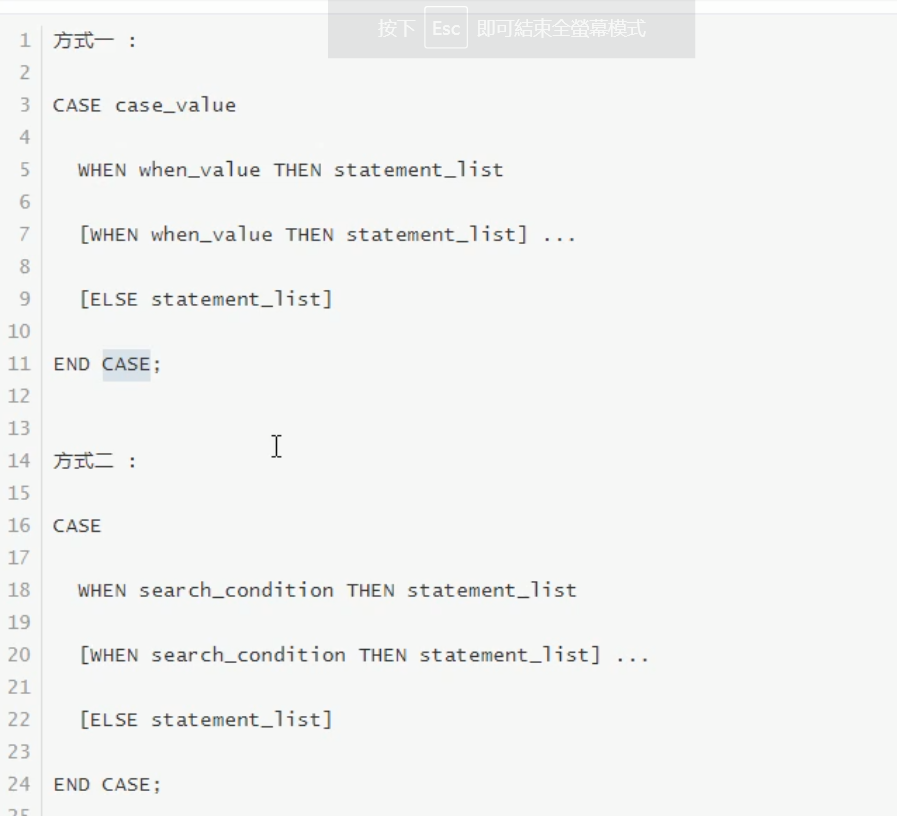 按下 Esc 即可結束全螢幕模式
1 方式一 :
2
3 CASE case_value
4
5 WHEN when_value THEN statement_list
6
7 [WHEN when_value THEN statement_list] ...
8
9 [ELSE statement_list]
10
11 END CASE;
12
13
14 方式二 :
15
16 CASE
17
18 WHEN search_condition THEN statement_list
19
20 [WHEN search_condition THEN statement_list] ...
21
22 [ELSE statement_list]
23
24 END CASE;
25